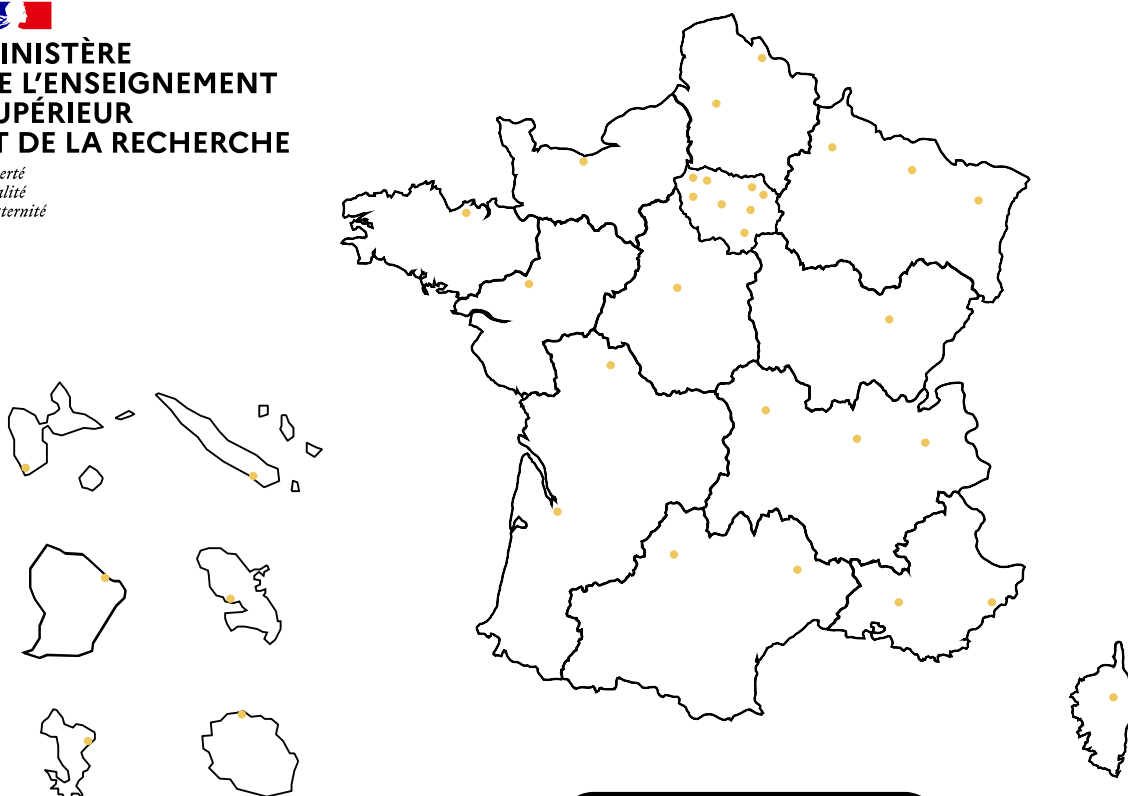 INISTÈRE
E L'ENSEIGNEMENT
UPÉRIEUR
T DE LA RECHERCHE
erté
alité
ternité